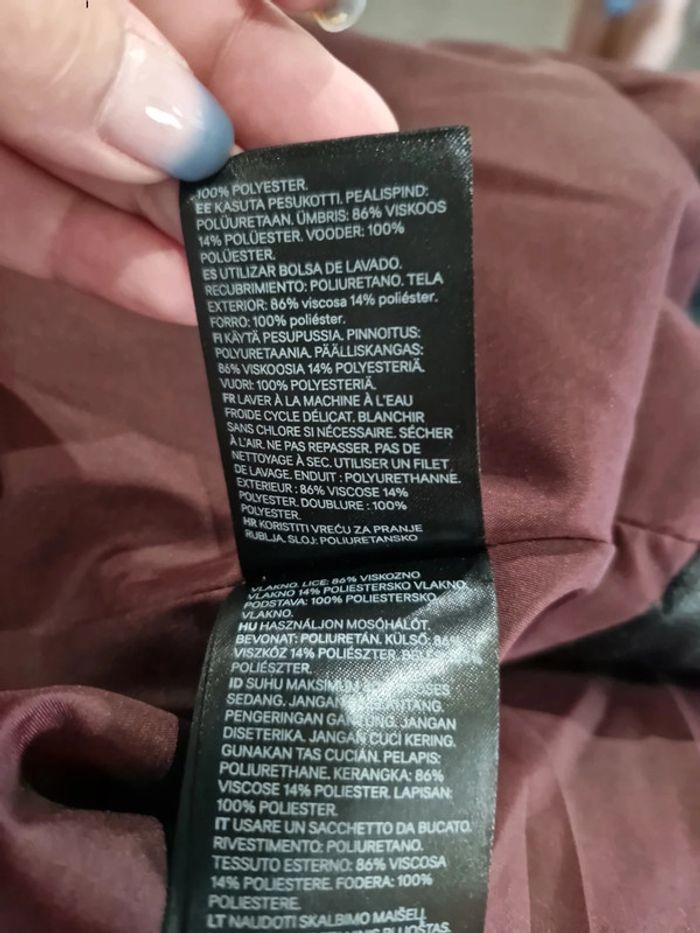 100% POLYESTER.
EE KASUTA PESUKOTTI. PEALISPIND:
POLÜURETAAN. ÜMBRIS: 86% VISKOOS
14% POLÜESTER. VOODER: 100%
POLÜESTER.
ES UTILIZAR BOLSA DE LAVADO.
RECUBRIMIENTO: POLIURETANO. TELA
EXTERIOR: 86% viscosa 14% poliéster.
FORRO: 100% poliéster.
FI KÄYTÄ PESUPUSSIA. PINNOITUS:
POLYURETAANIA. PÄÄLLISKANGAS:
86% VISKOOSIA 14% POLYESTERIÄ.
VUORI: 100% POLYESTERIÄ.
FR LAVER À LA MACHINE À L'EAU
FROIDE CYCLE DÉLICAT. BLANCHIR
SANS CHLORE SI NÉCESSAIRE. SÉCHER
À L'AIR. NE PAS REPASSER. PAS DE
NETTOYAGE À SEC. UTILISER UN FILET
DE LAVAGE. ENDUIT : POLYURETHANNE.
EXTERIEUR : 86% VISCOSE 14%
POLYESTER. DOUBLURE : 100%
POLYESTER.
HR KORISTITI VREĆU ZA PRANJE
RUBLJA. SLOJ: POLIURETANSKO
VLAKNO. LICE: 86% VISKOZNO
VLAKNO 14% POLIESTERSKO VLAKNO.
PODSTAVA: 100% POLIESTERSKO
VLAKNO.
HU HASZNÁLJON MOSÓHÁLÓT.
BEVONAT: POLIURETÁN. KÜLSŐ: 86%
VISZKÓZ 14% POLIÉSZTER.
POLIÉSZTER.
ID SUHU MAKSIMUM
SEDANG. JANGAN
PENGERINGAN GANTUNG. JANGAN
DISETERIKA. JANGAN CUCI KERING.
GUNAKAN TAS CUCIAN. PELAPIS:
POLIURETHANE. KERANGKA: 86%
VISCOSE 14% POLIESTER. LAPISAN:
100% POLIESTER.
IT USARE UN SACCHETTO DA BUCATO.
RIVESTIMENTO: POLIURETANO.
TESSUTO ESTERNO: 86% VISCOSA
14% POLIESTERE. FODERA: 100%
POLIESTERE.
LT NAUDOTI SKALBIMO MAIŠELĮ.
PLUOŠTAS.